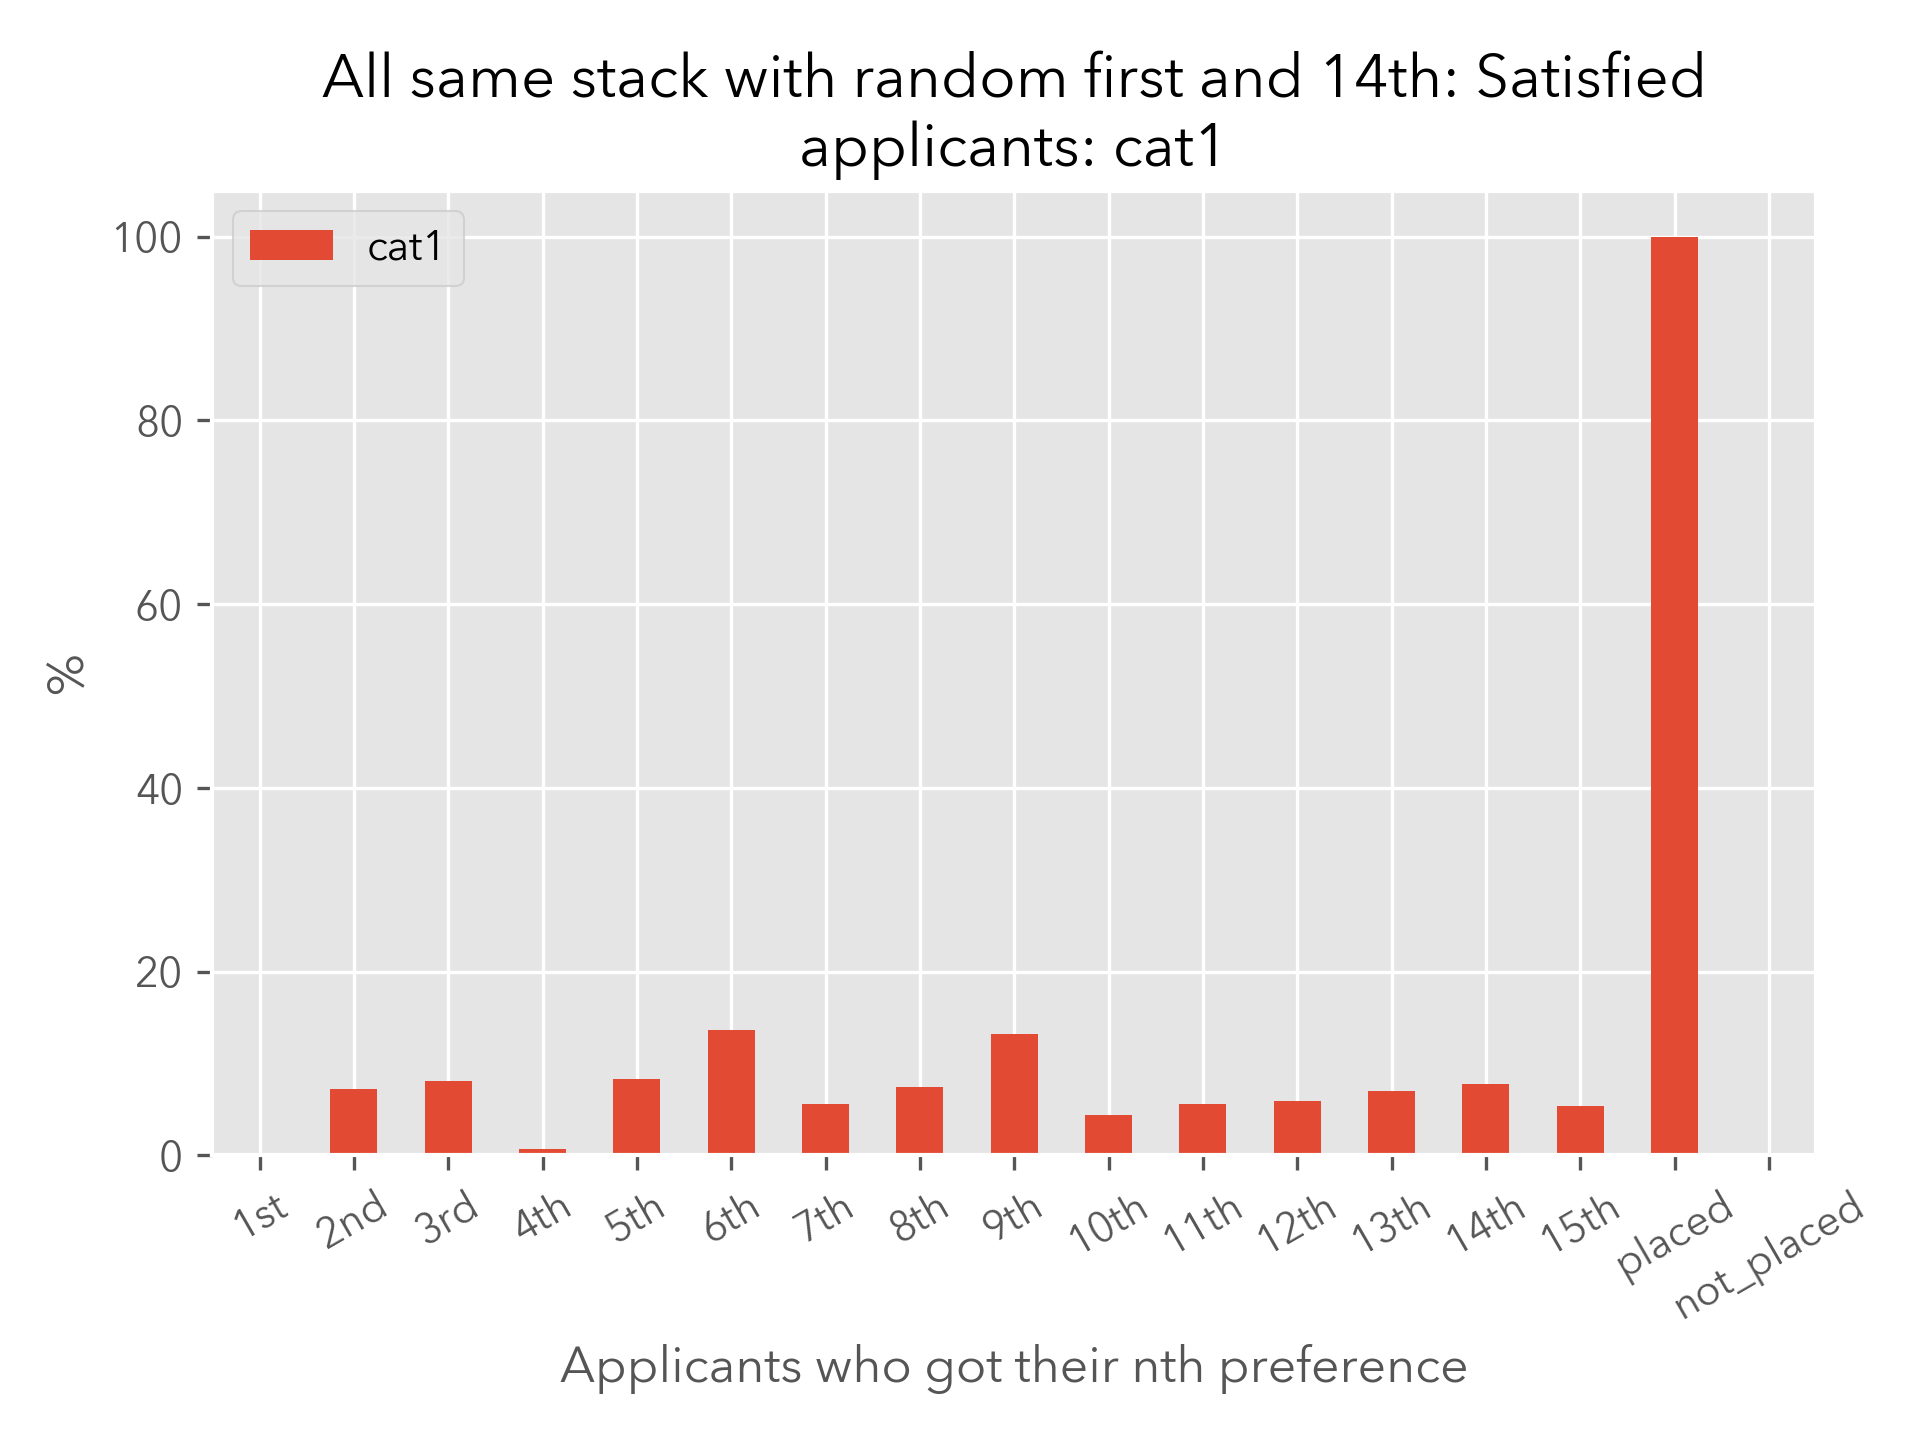 All same stack with random first and 14th: Satisfied
applicants: cat1
cat1
100
80
60
40
20
0
%
1st 2nd 3rd 4th 5th 6th 7th 8th 9th 10th 11th 12th 13th 14th 15th placed not_placed
Applicants who got their nth preference